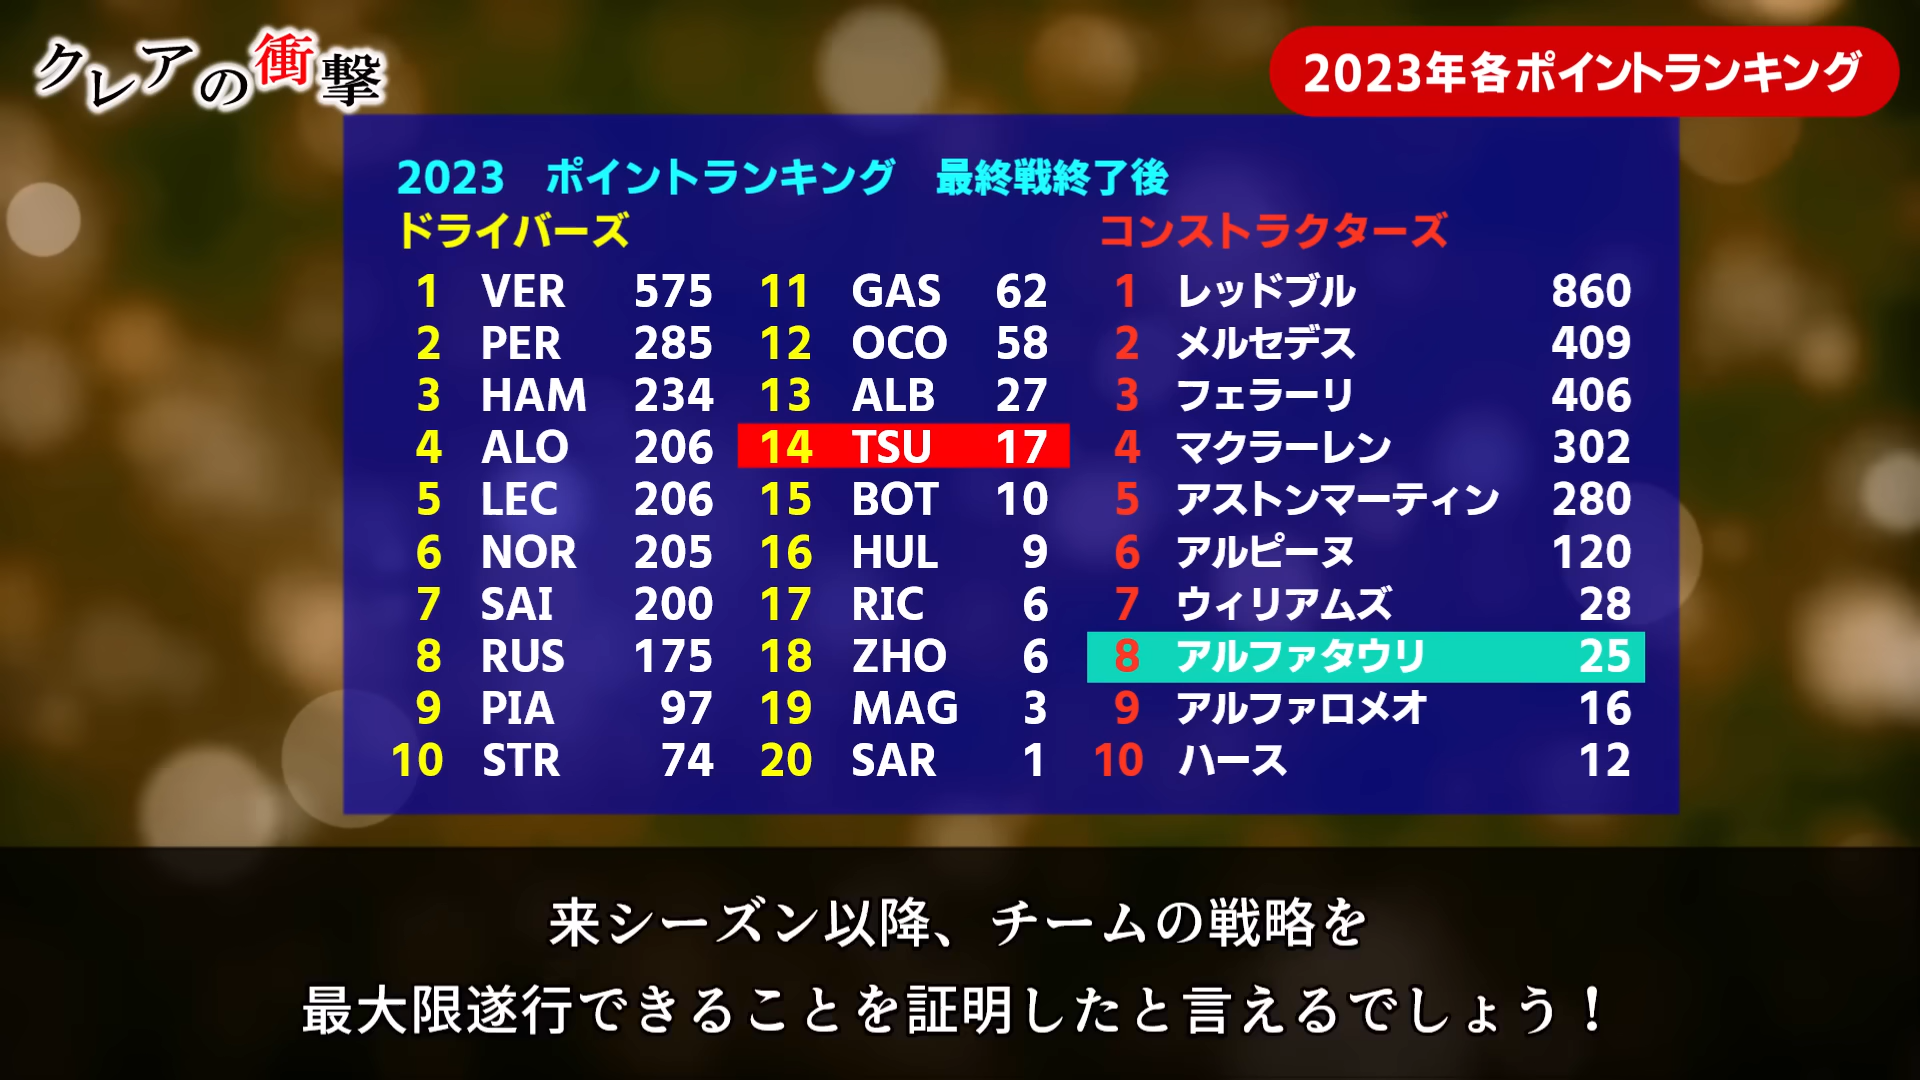 クレアの衝撃
2023年各ポイントランキング
2023 ポイントランキング 最終戦終了後
ドライバーズ コンストラクターズ
1 VER 575 11 GAS 62 1 レッドブル 860
2 PER 285 12 OCO 58 2 メルセデス 409
3 HAM 234 13 ALB 27 3 フェラーリ 406
4 ALO 206 14 TSU 17 4 マクラーレン 302
5 LEC 206 15 BOT 10 5 アストンマーティン 280
6 NOR 205 16 HUL 9 6 アルピーヌ 120
7 SAI 200 17 RIC 6 7 ウィリアムズ 28
8 RUS 175 18 ZHO 6 8 アルファタウリ 25
9 PIA 97 19 MAG 3 9 アルファロメオ 16
10 STR 74 20 SAR 1 10 ハース 12
来シーズン以降、チームの戦略を
最大限遂行できることを証明したと言えるでしょう！